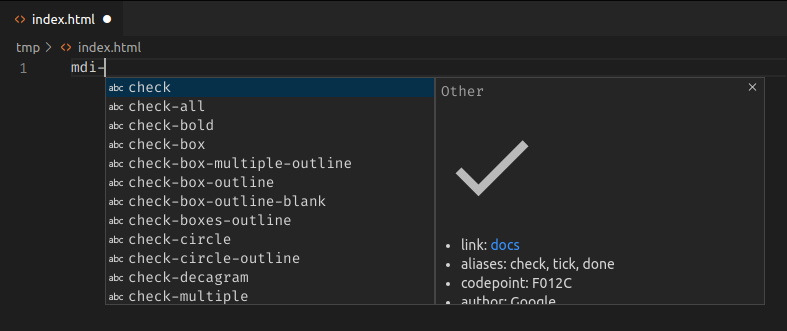 index.html
tmp > index.html
1 mdi-
abc check
abc check-all
abc check-bold
abc check-box
abc check-box-multiple-outline
abc check-box-outline
abc check-box-outline-blank
abc check-boxes-outline
abc check-circle
abc check-circle-outline
abc check-decagram
abc check-multiple
Other
• link: docs
• aliases: check, tick, done
• codepoint: F012C
• author: Google